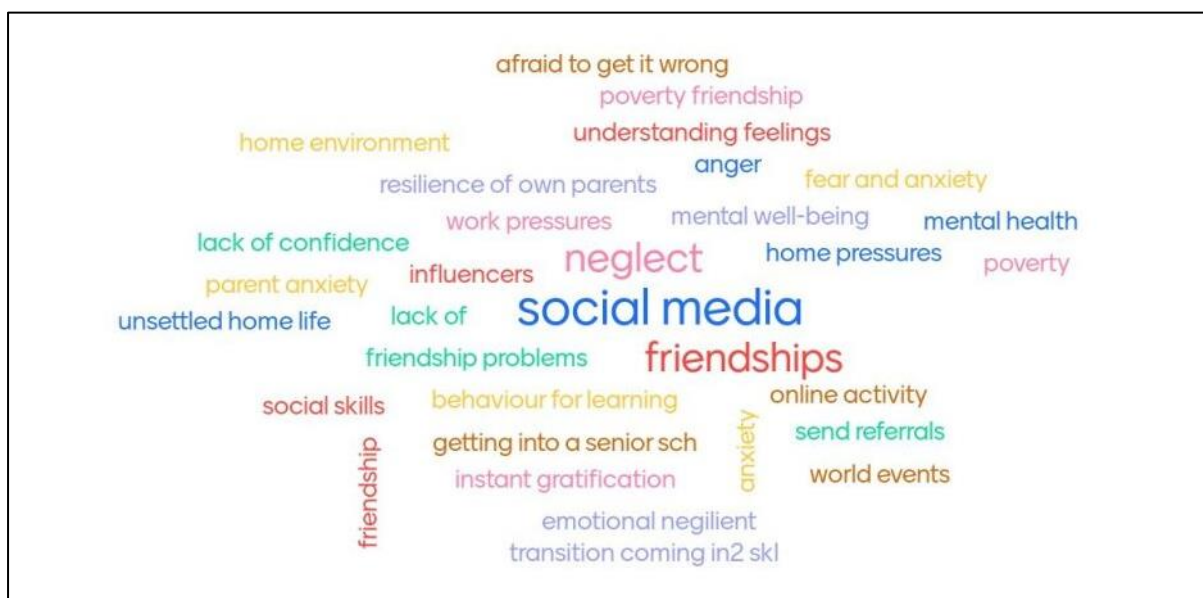 afraid to get it wrong
poverty friendship
understanding feelings
home environment
anger
resilience of own parents
fear and anxiety
work pressures
mental well-being
mental health
lack of confidence
neglect
home pressures
poverty
influencers
parent anxiety
social media
unsettled home life
lack of
friendship problems
friendships
social skills
behaviour for learning
online activity
friendship
getting into a senior sch
anxiety
send referrals
instant gratification
world events
emotional negilient
transition coming in2 skl